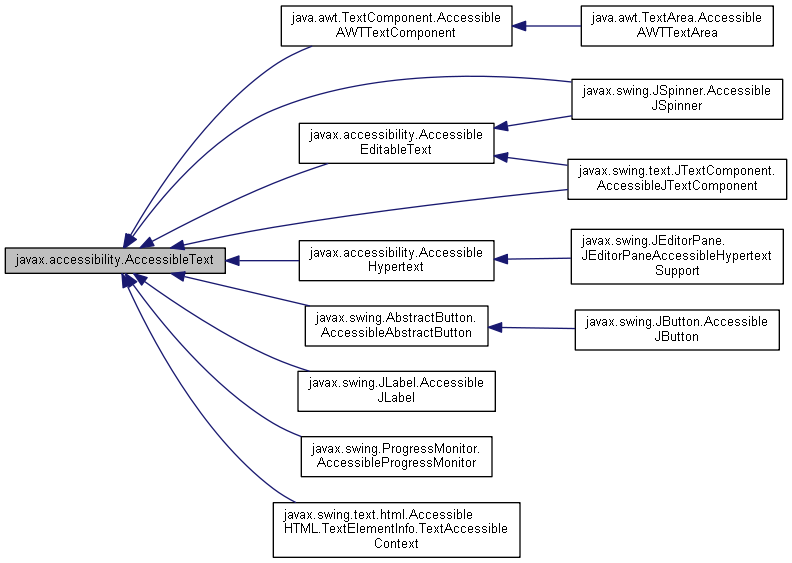 java.awt.TextComponent.Accessible
AWTTextComponent
java.awt.TextArea.Accessible
AWTTextArea
javax.swing.JSpinner.Accessible
JSpinner
javax.accessibility.Accessible
EditableText
javax.swing.text.JTextComponent.
AccessibleJTextComponent
javax.accessibility.AccessibleText
javax.accessibility.Accessible
Hypertext
javax.swing.JEditorPane.
JEditorPaneAccessibleHypertext
Support
javax.swing.AbstractButton.
AccessibleAbstractButton
javax.swing.JButton.Accessible
JButton
javax.swing.JLabel.Accessible
JLabel
javax.swing.ProgressMonitor.
AccessibleProgressMonitor
javax.swing.text.html.Accessible
HTML.TextElementInfo.TextAccessible
Context